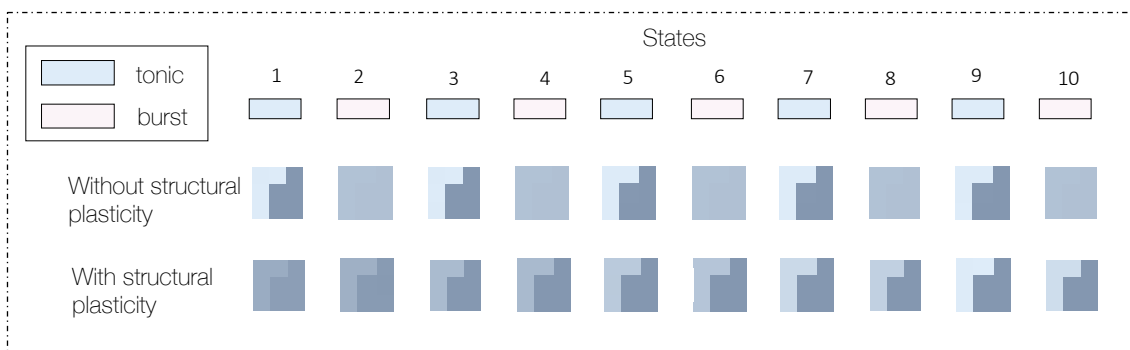 States
tonic
burst
1 2 3 4 5 6 7 8 9 10
Without structural
plasticity
With structural
plasticity